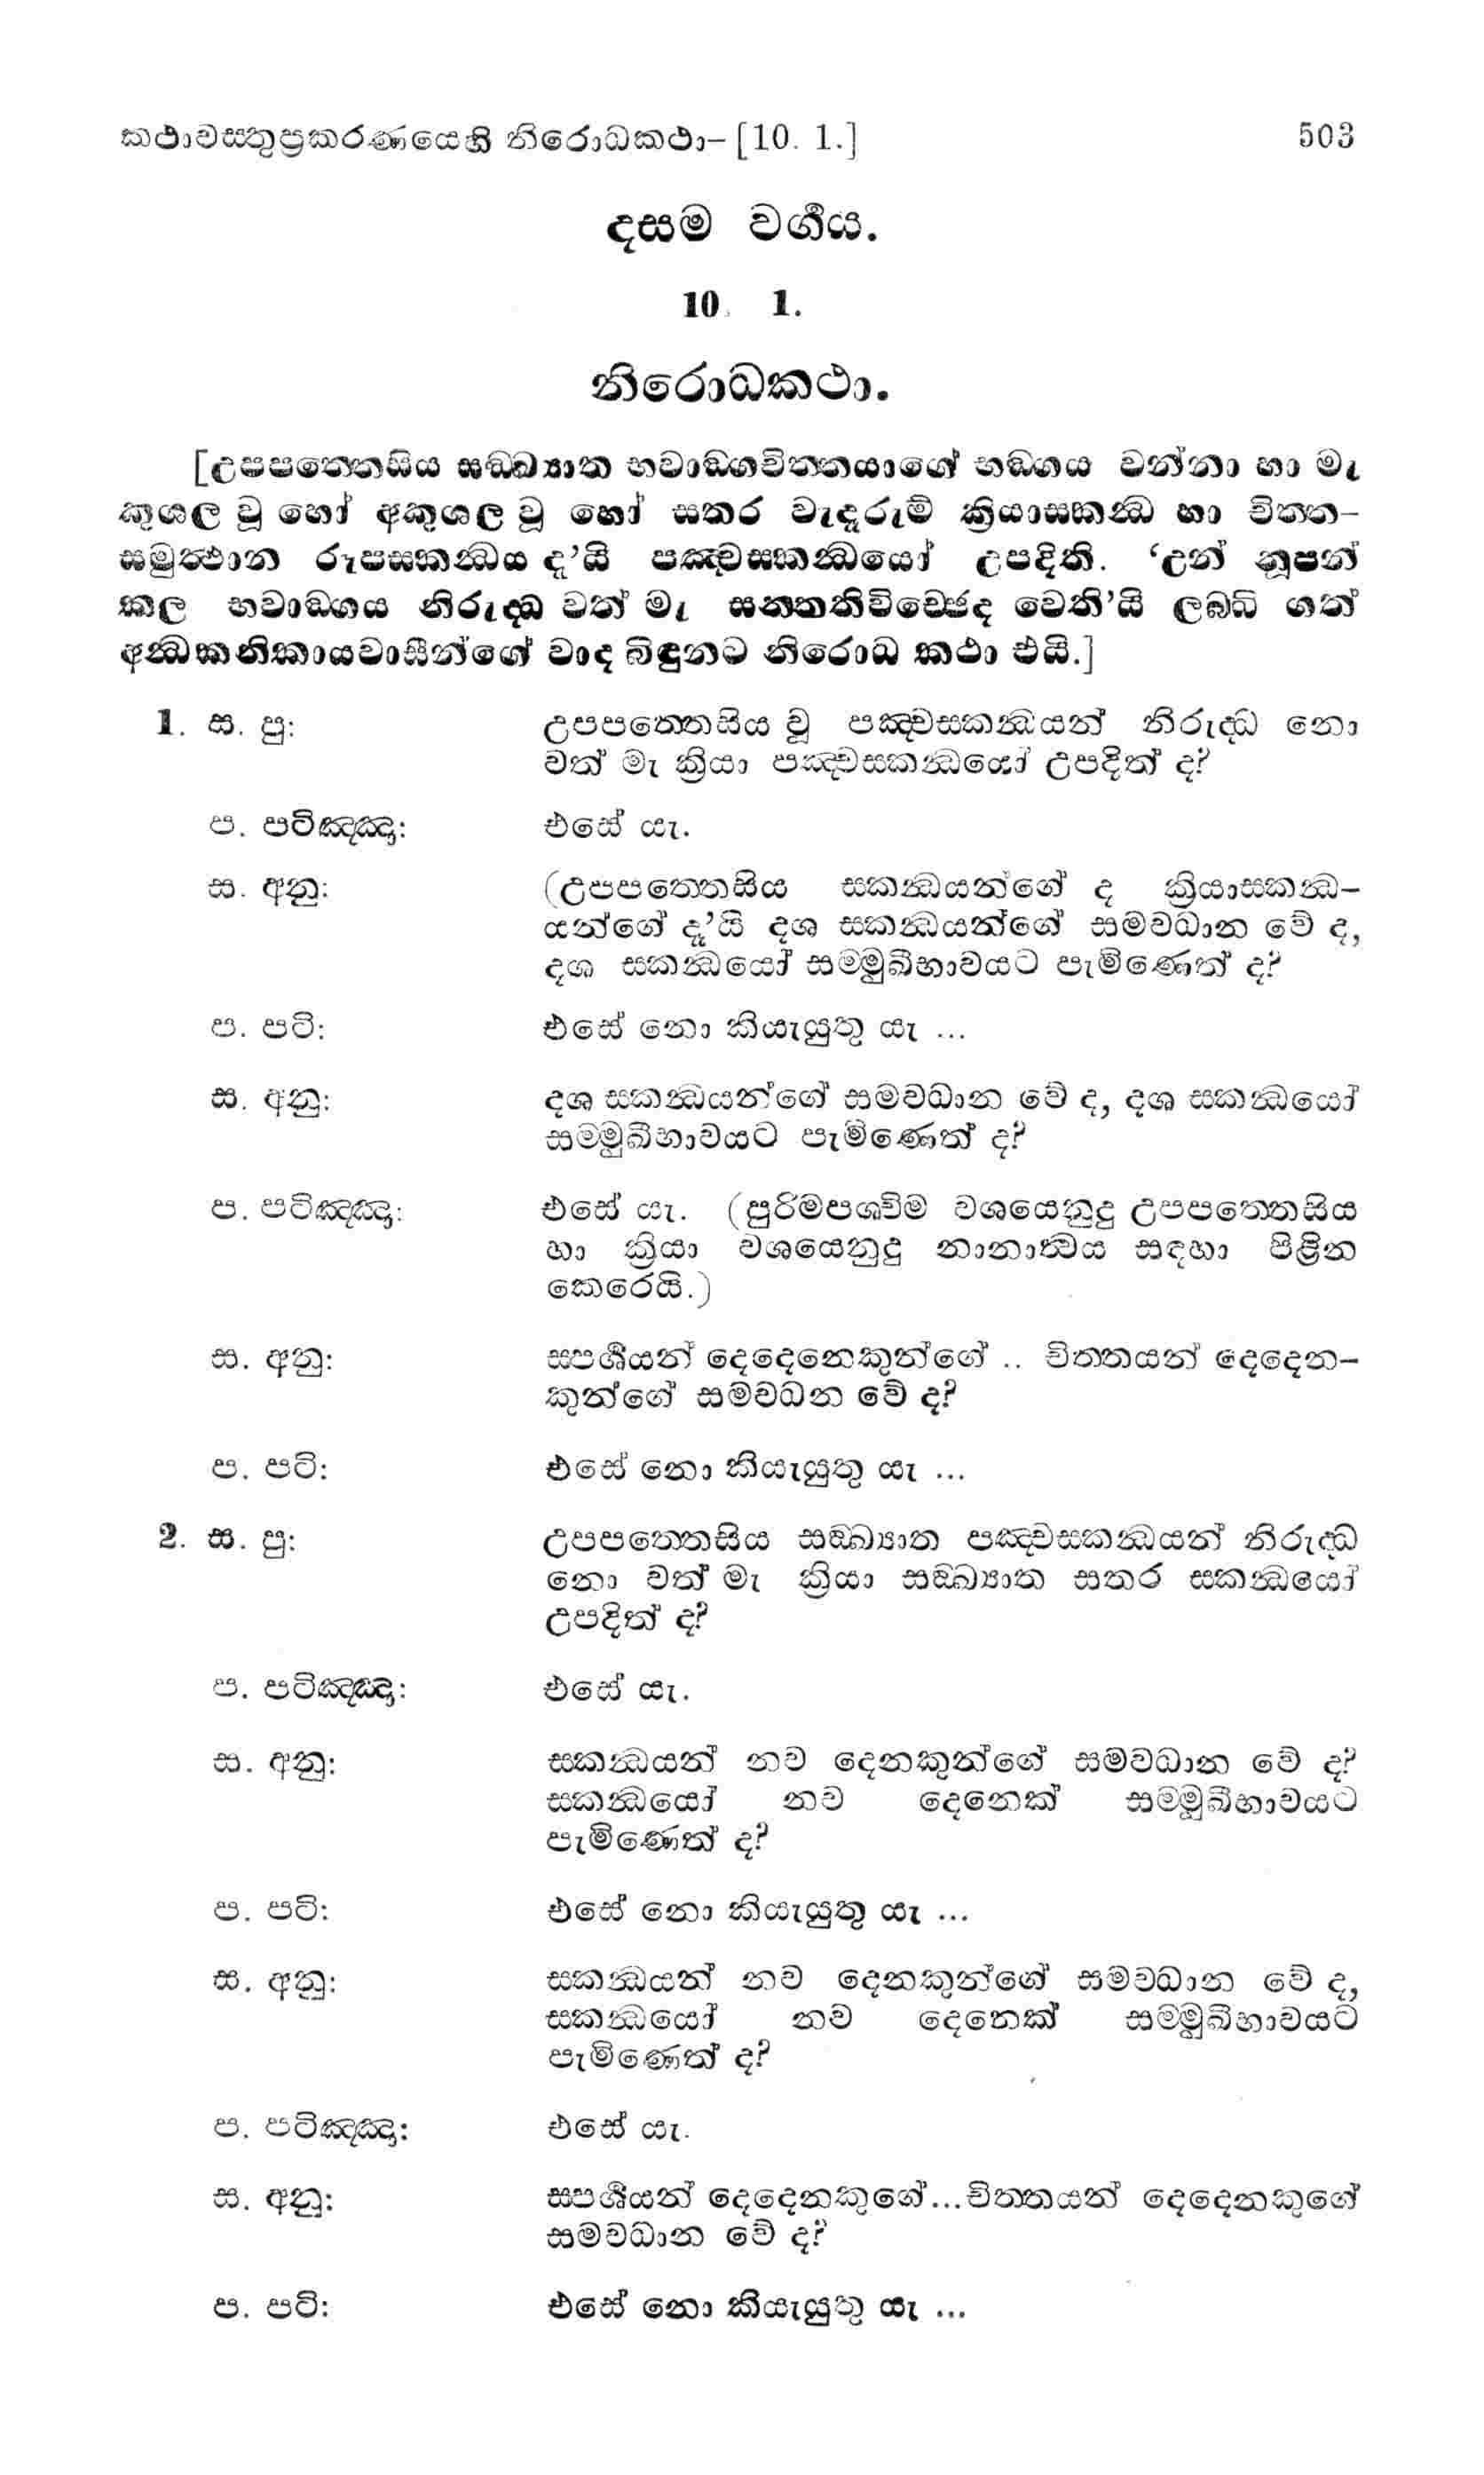 කථාවස්තුප්‍රකරණයෙහි නිරොධකථා–[10. 1.] 503
දසම වර්ගය.
10. 1.
නිරොධකථා.
[උපපත්තෙසිය සඞ්ඛ්‍යාත භවාඞ්ගචිත්තයාගේ භඞ්ගය වන්නා හා මැ
කුශල වූ හෝ අකුශල වූ හෝ සතර වැදෑරුම් ක්‍රියාස්කන්ධ හා චිත්ත–
සමුත්ථාන රූපස්කන්ධය දැ’යි පඤ්චස්කන්ධයෝ උපදිති. ‘උන් නූපන්
කල භවාඞ්ගය නිරුද්ධ වත් මැ සන්තතිවිච්ඡෙද වෙති’යි ලබ්ධි ගත්
අන්ධකනිකායවාසීන්ගේ වාද බිඳුනට නිරොධ කථා එයි.]
1. ස. පු: උපපත්තෙසිය වූ පඤ්චස්කන්ධයන් නිරුද්ධ නො
වත් මැ ක්‍රියා පඤ්චස්කන්ධයෝ උපදිත් ද?
ප. පටිඤ්ඤා: එසේ යැ.
ස. අනු: (උපපත්තෙසිය ස්කන්ධයන්ගේ ද ක්‍රියාස්කන්ධ–
යන්ගේ දැ’යි දශ ස්කන්ධයන්ගේ සමවධාන වේ ද,
දශ ස්කන්ධයෝ සම්මුඛීභාවයට පැමිණෙත් ද?
ප. පටි: එසේ නො කියැයුතු යැ ...
ස. අනු: දශ ස්කන්ධයන්ගේ සමවධාන වේ ද, දශ ස්කන්ධයෝ
සම්මුඛීභාවයට පැමිණෙත් ද?
ප. පටිඤ්ඤා: එසේ යැ. (පුරිමපශ්චිම වශයෙනුදු උපපත්තෙසිය
හා ක්‍රියා වශයෙනුදු නානාත්වය සඳහා පිළින
කෙරෙයි.)
ස. අනු: ස්පර්ශයන් දෙදෙනෙකුන්ගේ .. චිත්තයන් දෙදෙන–
කුන්ගේ සමවධන වේ ද?
ප. පටි: එසේ නො කියැයුතු යැ ...
2. ස. පු: උපපත්තෙසිය සඞ්ඛ්‍යාත පඤ්චස්කන්ධයන් නිරුද්ධ
නො වත් මැ ක්‍රියා සඞ්ඛ්‍යාත සතර ස්කන්ධයෝ
උපදිත් ද?
ප. පටිඤ්ඤා: එසේ යැ.
ස. අනු: ස්කන්ධයන් නව දෙනකුන්ගේ සමවධාන වේ ද?
ස්කන්ධයෝ නව දෙනෙක් සම්මුඛීභාවයට
පැමිණෙත් ද?
ප. පටි: එසේ නො කියැයුතු යැ ...
ස. අනු: ස්කන්ධයන් නව දෙනකුන්ගේ සමවධාන වේ ද,
ස්කන්ධයෝ නව දෙනෙක් සම්මුඛීභාවයට
පැමිණෙත් ද?
ප. පටිඤ්ඤා: එසේ යැ.
ස. අනු: ස්පර්ශයන් දෙදෙනකුගේ...චිත්තයන් දෙදෙනකුගේ
සමවධාන වේ ද?
ප. පටි: එසේ නො කියැයුතු යැ ...